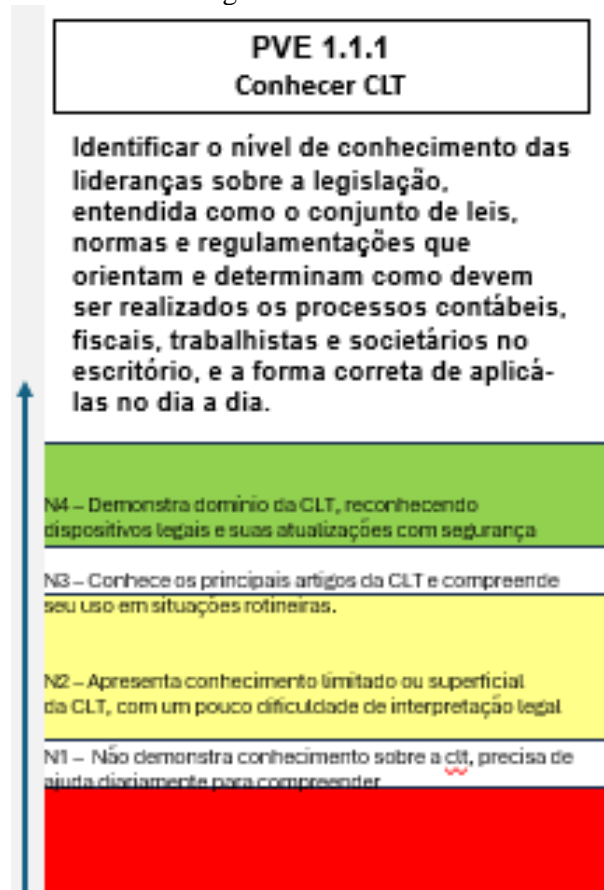 PVE 1.1.1
Conhecer CLT
Identificar o nível de conhecimento das
lideranças sobre a legislação,
entendida como o conjunto de leis,
normas e regulamentações que
orientam e determinam como devem
ser realizados os processos contábeis,
fiscais, trabalhistas e societários no
escritório, e a forma correta de aplicá-
las no dia a dia.
N4 – Demonstra domínio da CLT, reconhecendo
dispositivos legais e suas atualizações com segurança
N3 – Conhece os principais artigos da CLT e compreende
seu uso em situações rotineiras.
N2 – Apresenta conhecimento limitado ou superficial
da CLT, com um pouco dificuldade de interpretação legal
N1 – Não demonstra conhecimento sobre a clt, precisa de
ajuda diariamente para compreender